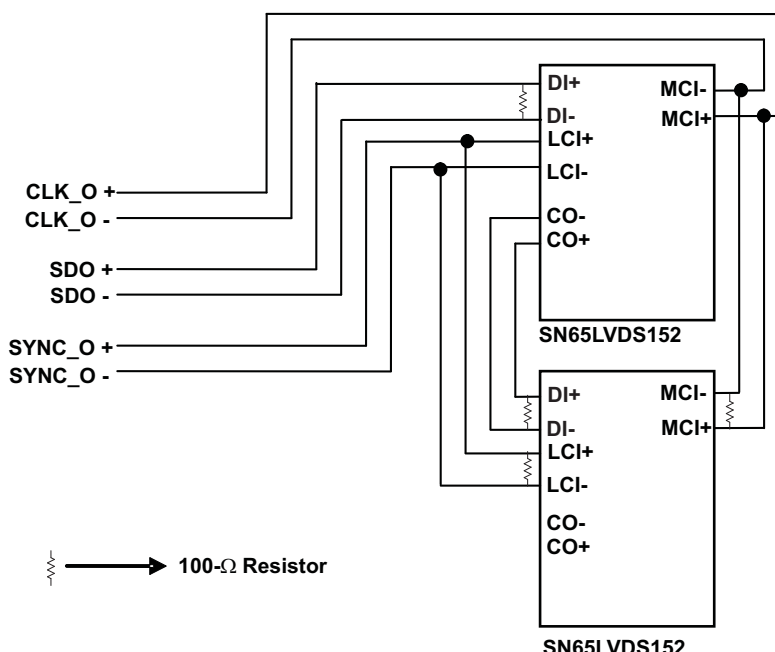 CLK_O +
CLK_O -
SDO +
SDO -
SYNC_O +
SYNC_O -
DI+
DI-
LCI+
LCI-
CO-
CO+
MCI-
MCI+
SN65LVDS152
DI+
DI-
LCI+
LCI-
CO-
CO+
MCI-
MCI+
SN65LVDS152
100-Ω Resistor